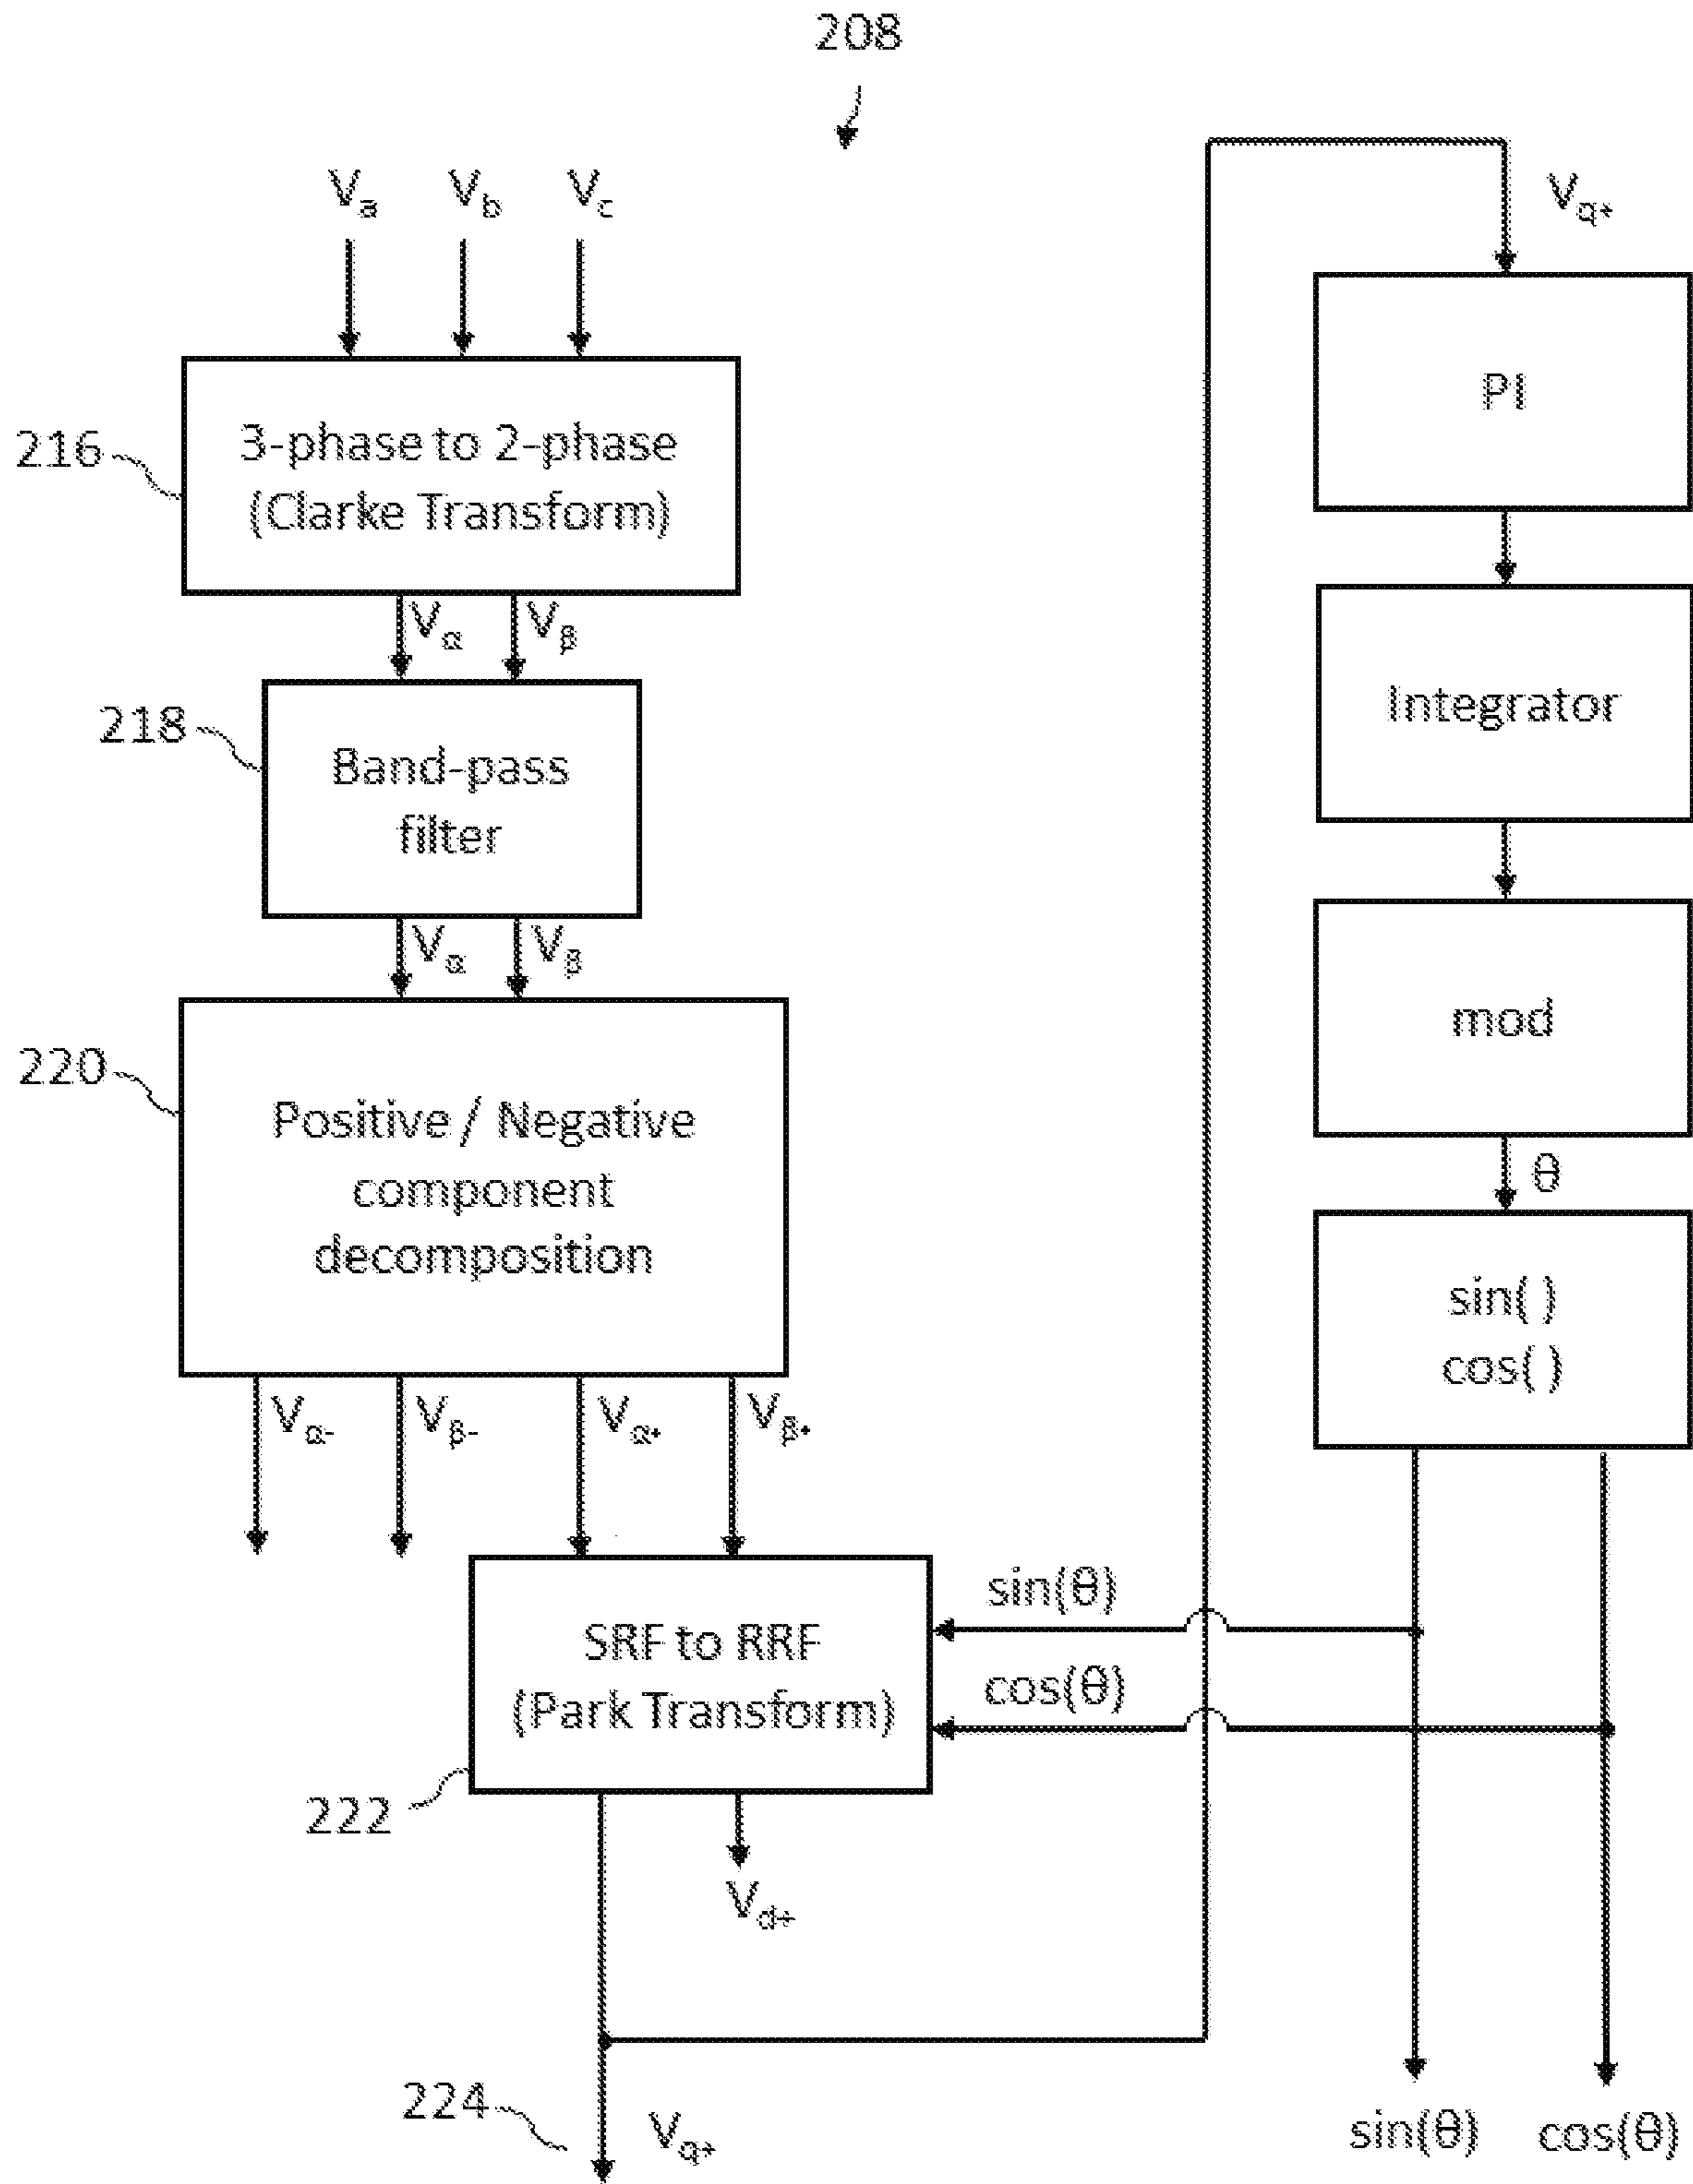 208
Va Vb Vc
Vq+
216
3-phase to 2-phase
(Clarke Transform)
PI
Vα Vβ
218
Band-pass
filter
Integrator
Vα Vβ
220
Positive / Negative
component
decomposition
mod
θ
sin( )
cos( )
Vα- Vβ- Vα+ Vβ+
SRF to RRF
(Park Transform)
sin(θ)
cos(θ)
222
Vd+
224
Vq+
sin(θ) cos(θ)